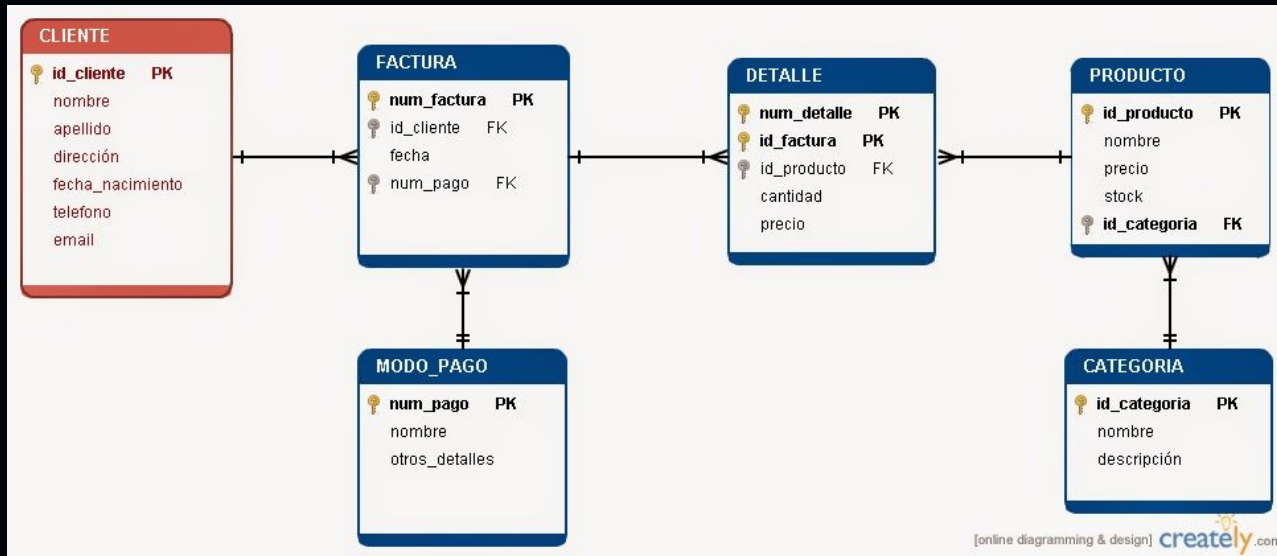 CLIENTE
id_cliente PK
nombre
apellido
dirección
fecha_nacimiento
telefono
email
FACTURA
num_factura PK
id_cliente FK
fecha
num_pago FK
DETALLE
num_detalle PK
id_factura PK
id_producto FK
cantidad
precio
PRODUCTO
id_producto PK
nombre
precio
stock
id_categoria FK
MODO_PAGO
num_pago PK
nombre
otros_detalles
CATEGORIA
id_categoria PK
nombre
descripción
[online diagramming & design] creately.com